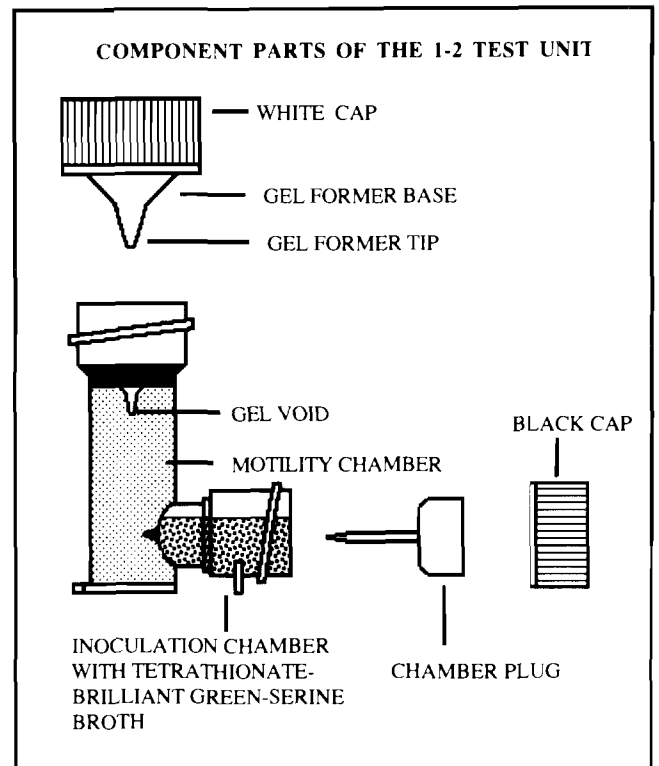 COMPONENT PARTS OF THE 1-2 TEST UNIT
WHITE CAP
GEL FORMER BASE
GEL FORMER TIP
GEL VOID
BLACK CAP
MOTILITY CHAMBER
INOCULATION CHAMBER
WITH TETRATHIONATE-
BRILLIANT GREEN-SERINE
BROTH
CHAMBER PLUG